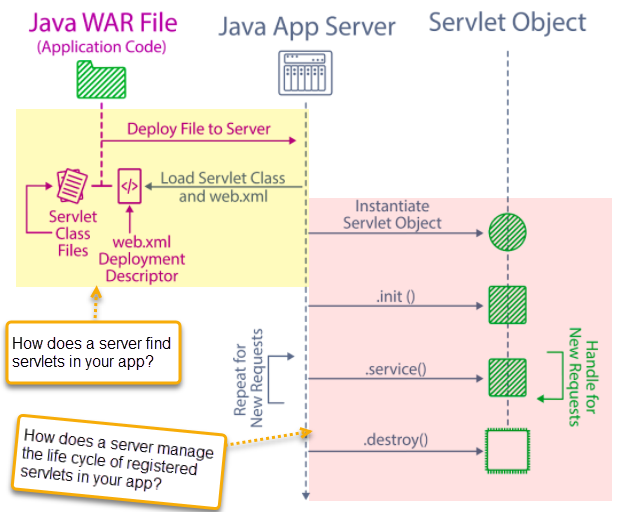 Java WAR File
(Application Code)
Java App Server
Servlet Object
Deploy File to Server
Load Servlet Class
and web.xml
</>
Servlet
Class
Files
web.xml
Deployment
Descriptor
Instantiate
Servlet Object
.init ()
How does a server find
servlets in your app?
Repeat for
New Requests
.service()
Handle for
New Requests
How does a server manage
the life cycle of registered
servlets in your app?
.destroy()